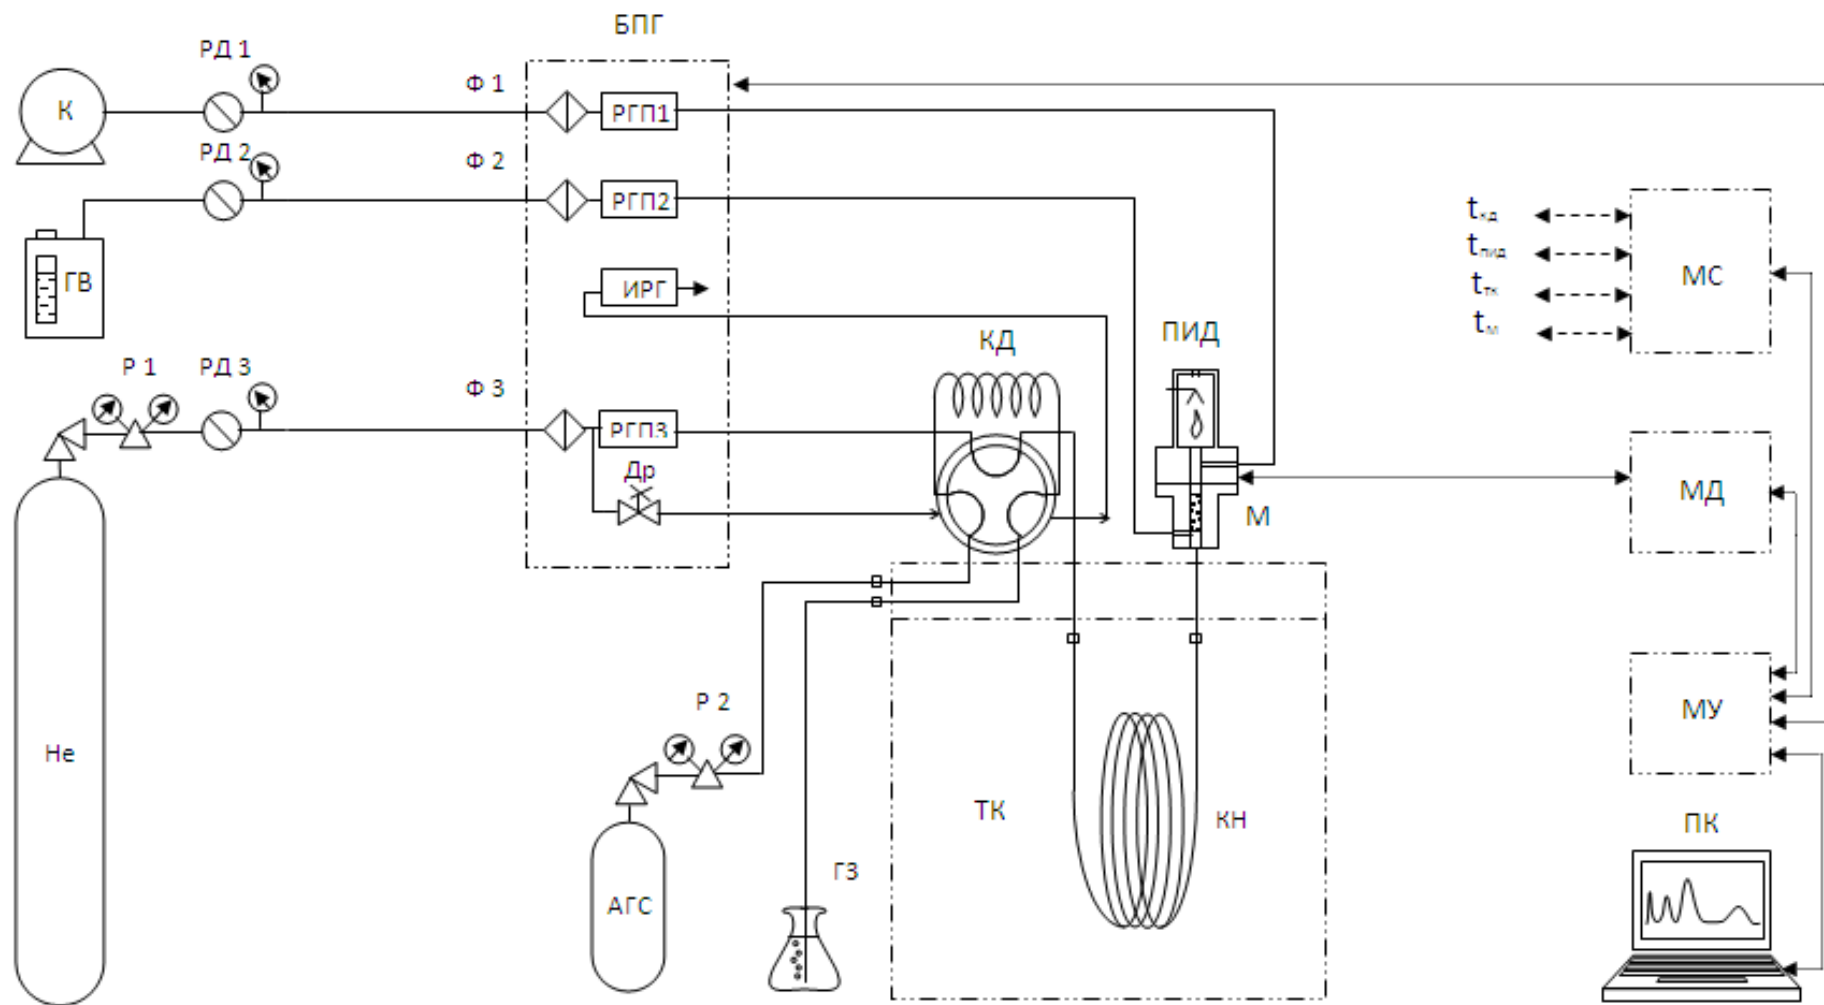 БПГ
РД 1
Ф 1
К
РГП1
РД 2
Ф 2
РГП2
ГВ
ИРГ
tкд
tпид
tтк
tм
МС
КД
ПИД
Р 1
РД 3
Ф 3
РГП3
Др
М
МД
Р 2
МУ
Не
ТК
КН
ПК
ГЗ
АГС